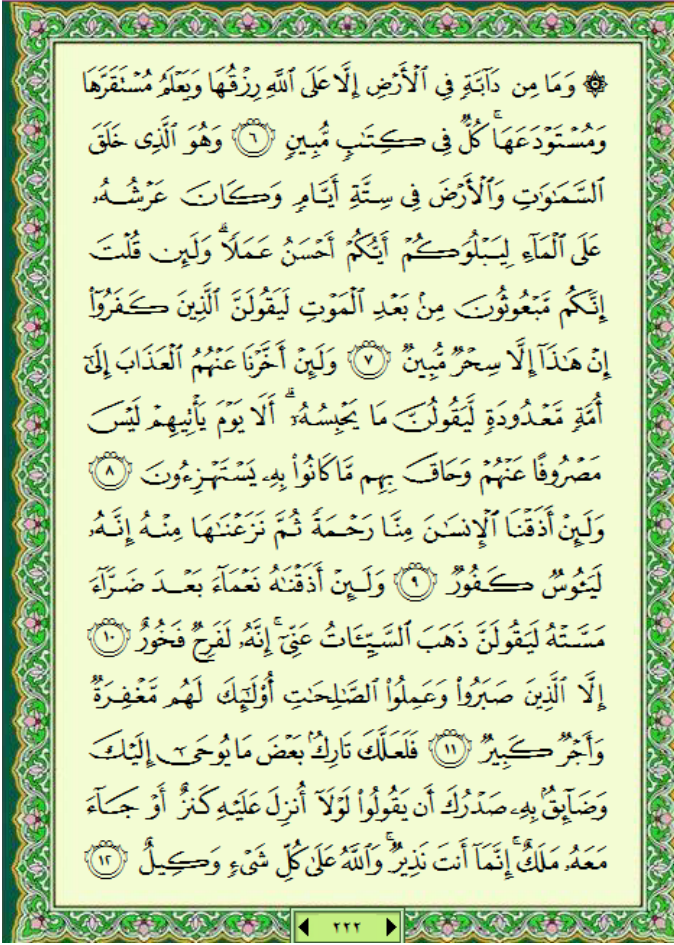 ۞ وَمَا مِن دَآبَّةٍ فِي ٱلۡأَرۡضِ إِلَّا عَلَى ٱللَّهِ رِزۡقُهَا وَيَعۡلَمُ مُسۡتَقَرَّهَا
وَمُسۡتَوۡدَعَهَاۚ كُلّٞ فِي كِتَٰبٖ مُّبِينٖ ٦ وَهُوَ ٱلَّذِي خَلَقَ
ٱلسَّمَٰوَٰتِ وَٱلۡأَرۡضَ فِي سِتَّةِ أَيَّامٖ وَكَانَ عَرۡشُهُۥ
عَلَى ٱلۡمَآءِ لِيَبۡلُوَكُمۡ أَيُّكُمۡ أَحۡسَنُ عَمَلٗاۗ وَلَئِن قُلۡتَ
إِنَّكُم مَّبۡعُوثُونَ مِنۢ بَعۡدِ ٱلۡمَوۡتِ لَيَقُولَنَّ ٱلَّذِينَ كَفَرُوٓاْ
إِنۡ هَٰذَآ إِلَّا سِحۡرٞ مُّبِينٞ ٧ وَلَئِنۡ أَخَّرۡنَا عَنۡهُمُ ٱلۡعَذَابَ إِلَىٰٓ
أُمَّةٖ مَّعۡدُودَةٖ لَّيَقُولُنَّ مَا يَحۡبِسُهُۥٓۗ أَلَا يَوۡمَ يَأۡتِيهِمۡ لَيۡسَ
مَصۡرُوفًا عَنۡهُمۡ وَحَاقَ بِهِم مَّا كَانُواْ بِهِۦ يَسۡتَهۡزِءُونَ ٨
وَلَئِنۡ أَذَقۡنَا ٱلۡإِنسَٰنَ مِنَّا رَحۡمَةٗ ثُمَّ نَزَعۡنَٰهَا مِنۡهُ إِنَّهُۥ
لَيَـُٔوسٞ كَفُورٞ ٩ وَلَئِنۡ أَذَقۡنَٰهُ نَعۡمَآءَ بَعۡدَ ضَرَّآءَ
مَسَّتۡهُ لَيَقُولَنَّ ذَهَبَ ٱلسَّيِّـَٔاتُ عَنِّيٓۚ إِنَّهُۥ لَفَرِحٞ فَخُورٌ ١٠
إِلَّا ٱلَّذِينَ صَبَرُواْ وَعَمِلُواْ ٱلصَّٰلِحَٰتِ أُوْلَٰٓئِكَ لَهُم مَّغۡفِرَةٞ
وَأَجۡرٞ كَبِيرٞ ١١ فَلَعَلَّكَ تَارِكُۢ بَعۡضَ مَا يُوحَىٰٓ إِلَيۡكَ
وَضَآئِقُۢ بِهِۦ صَدۡرُكَ أَن يَقُولُواْ لَوۡلَآ أُنزِلَ عَلَيۡهِ كَنزٌ أَوۡ جَآءَ
مَعَهُۥ مَلَكٌۚ إِنَّمَآ أَنتَ نَذِيرٞۚ وَٱللَّهُ عَلَىٰ كُلِّ شَيۡءٖ وَكِيلٌ ١٢
٢٢٢